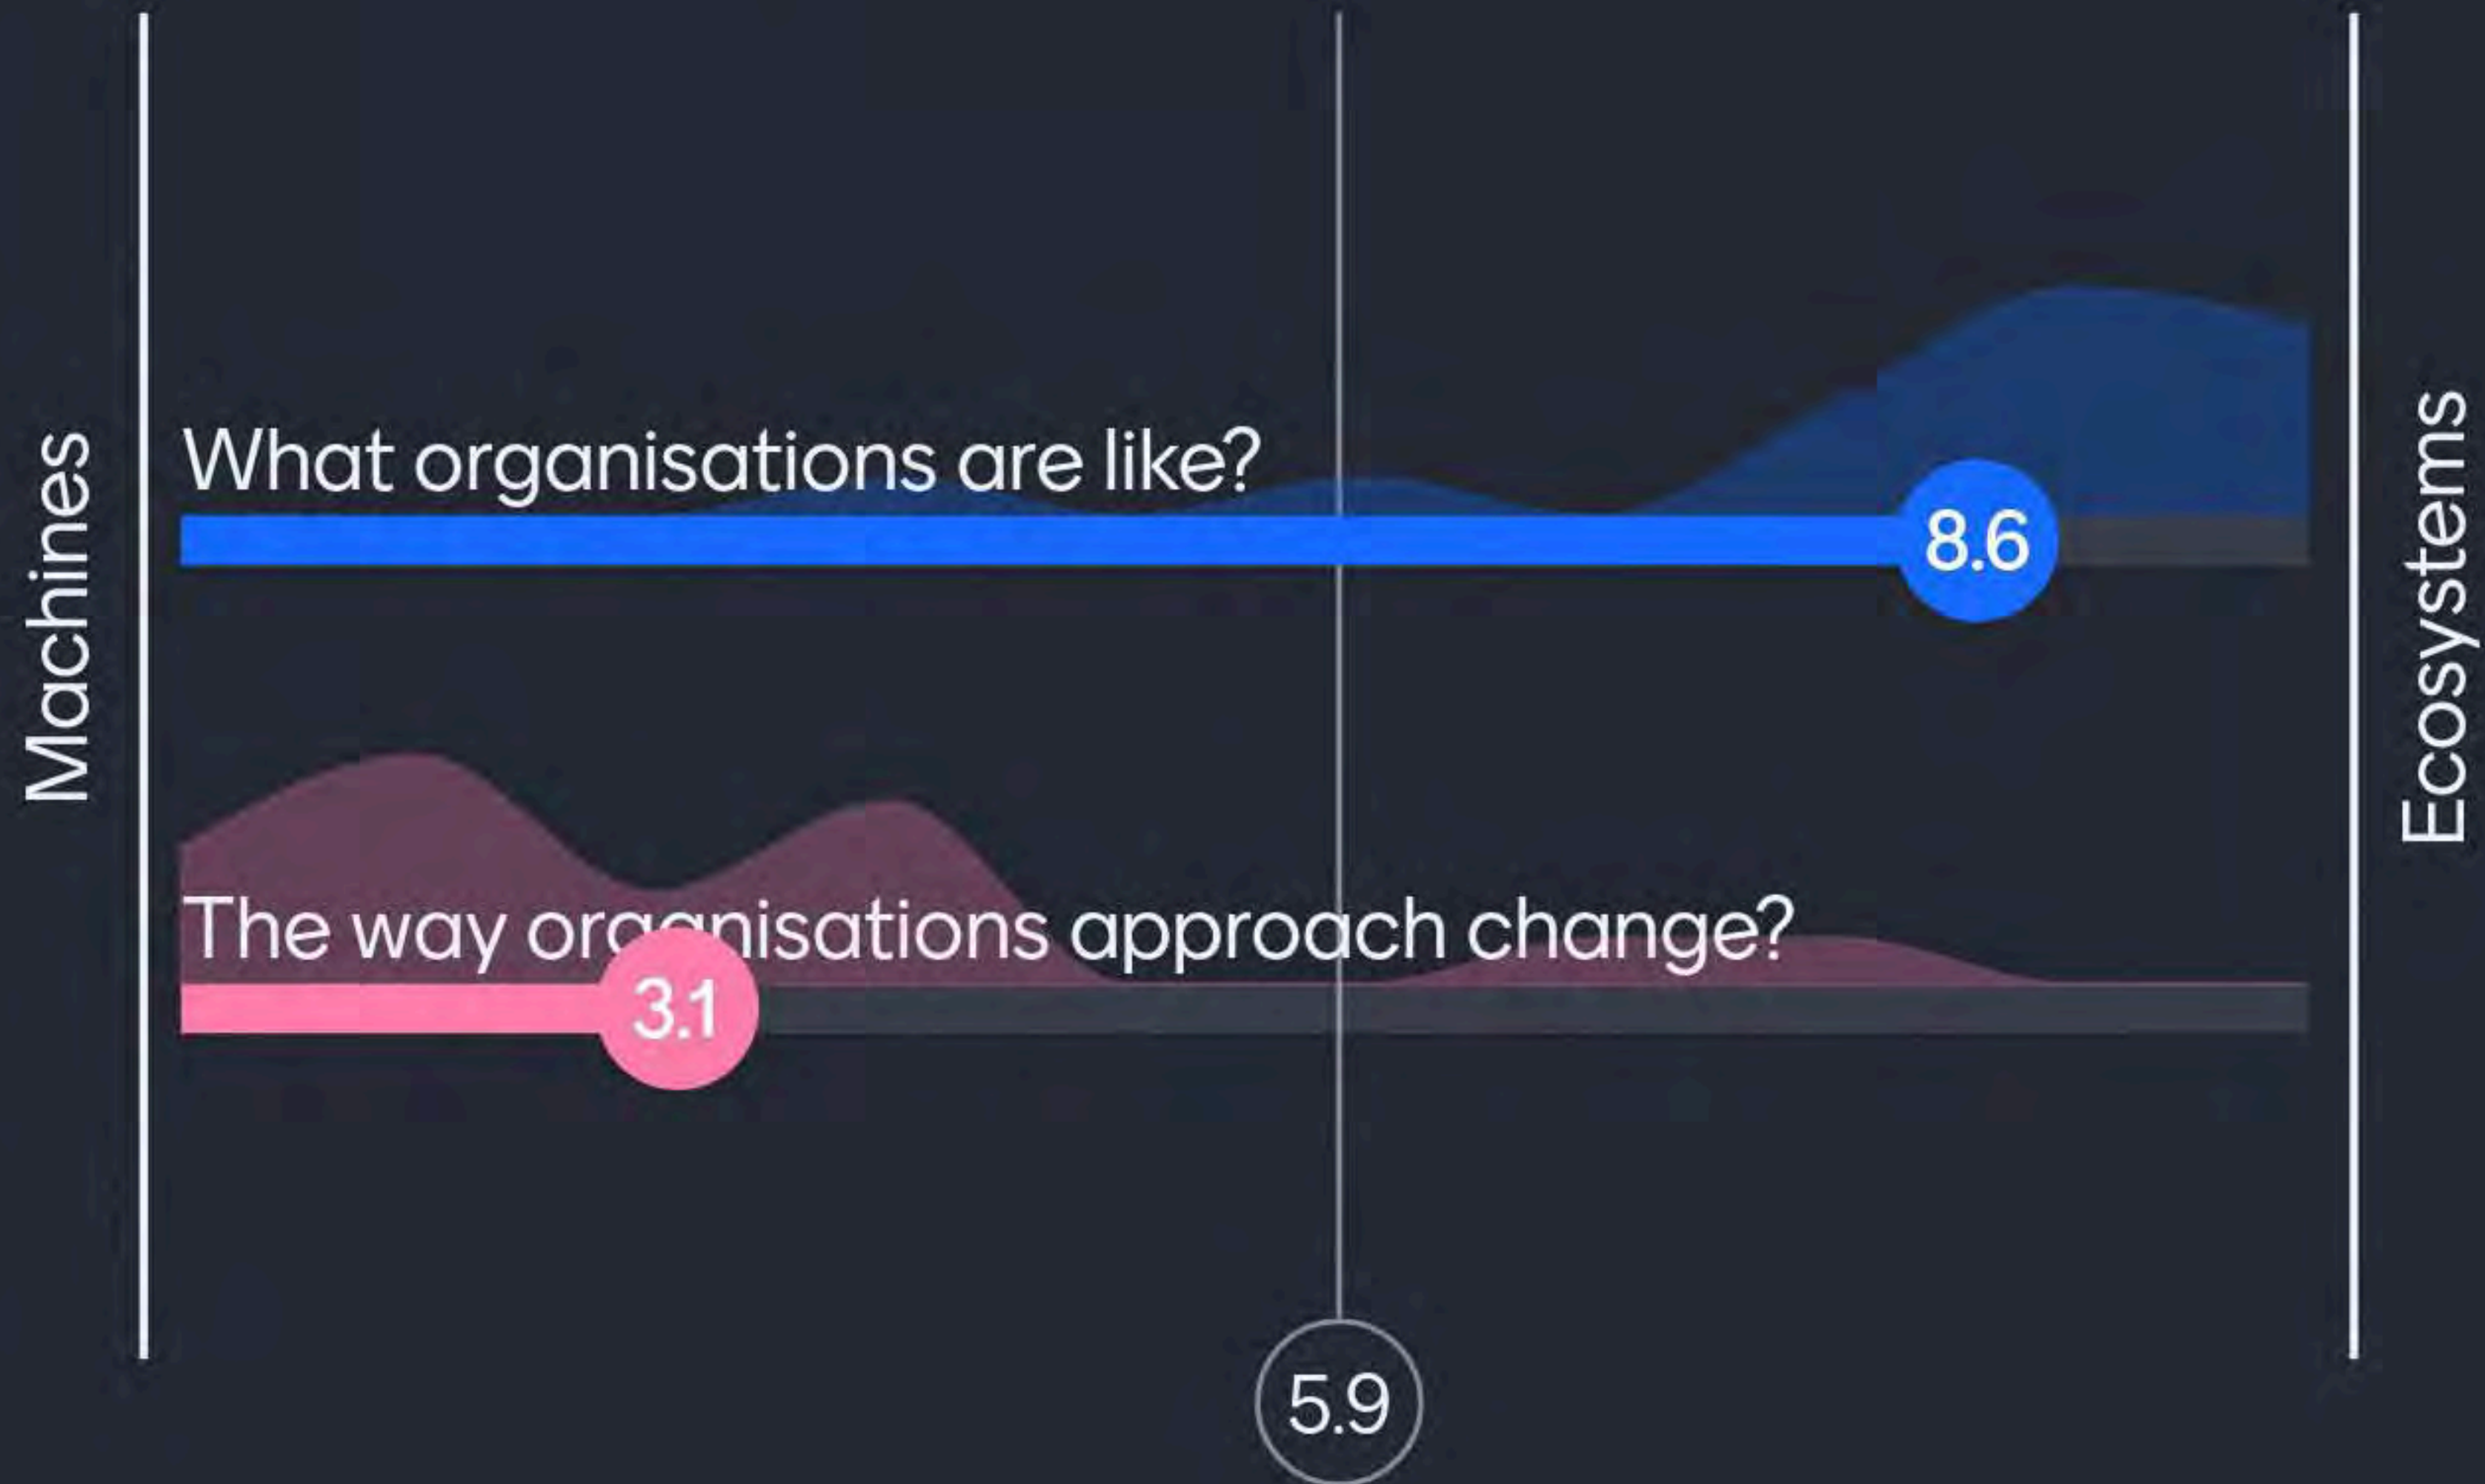 Machines
What organisations are like?
8.6
The way organisations approach change?
3.1
5.9
Ecosystems